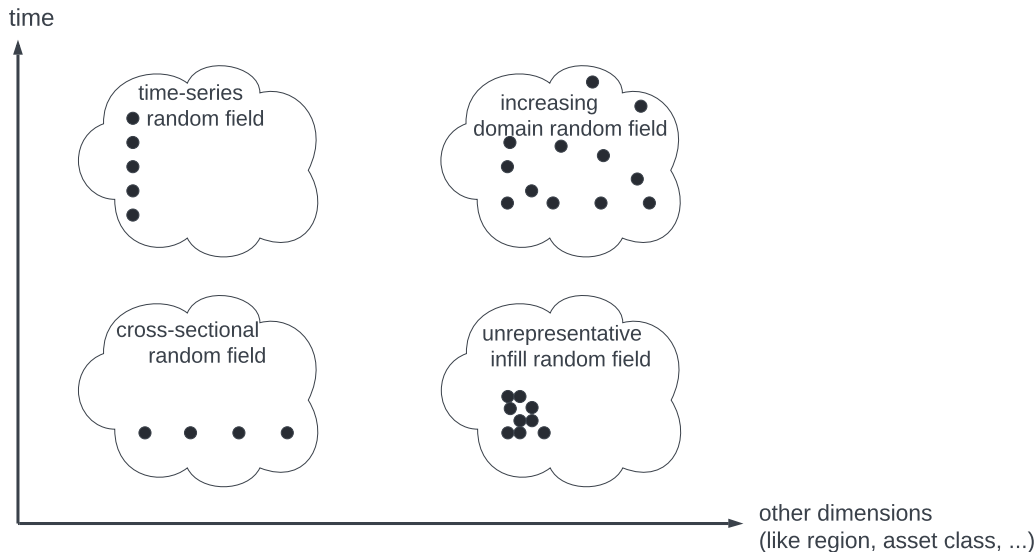 time
time-series
random field
increasing
domain random field
cross-sectional
random field
unrepresentative
infill random field
other dimensions
(like region, asset class, ...)